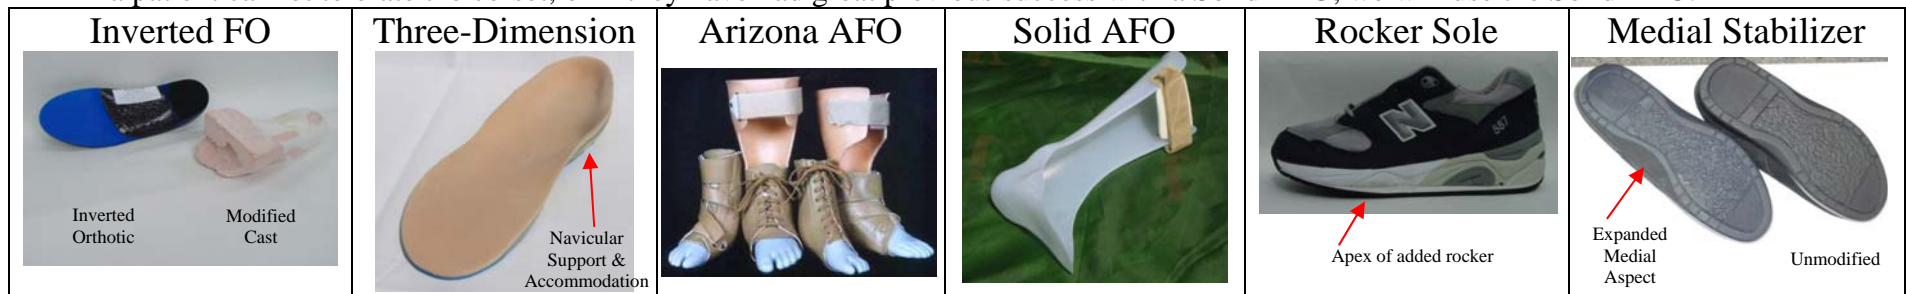 Inverted FO
Three-Dimension
Arizona AFO
Solid AFO
Rocker Sole
Medial Stabilizer
Inverted
Orthotic
Modified
Cast
Navicular
Support &
Accommodation
N
587
Apex of added rocker
Expanded
Medial
Aspect
Unmodified